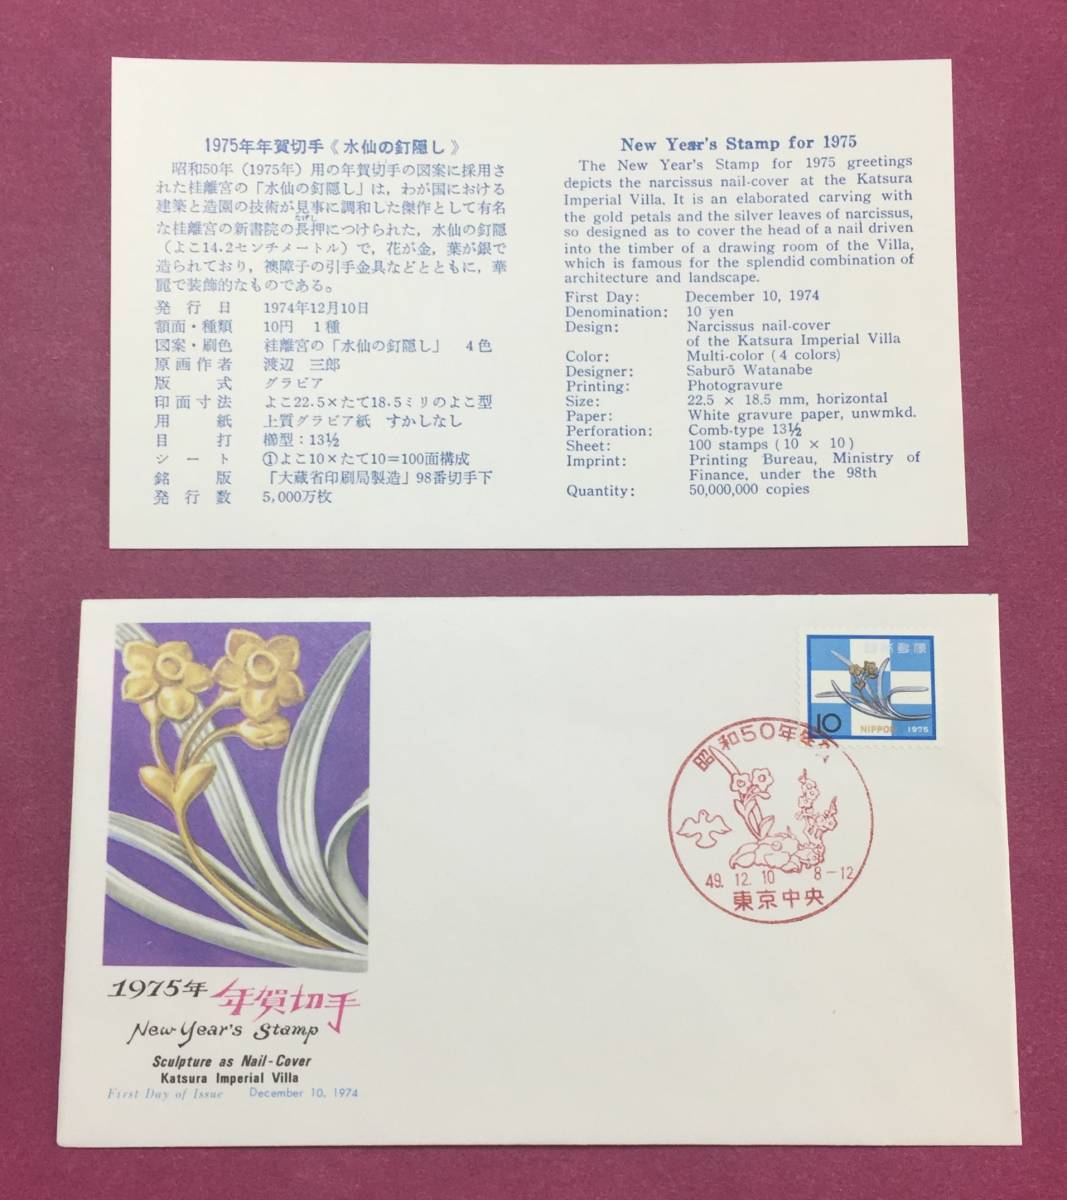 1975年年賀切手《水仙の釘隠し》
昭和50年（1975年）用の年賀切手の図案に採用さ
れた桂離宮の「水仙の釘隠し」は，わが国における
建築と造園の技術が見事に調和した傑作として有名
なげし
な桂離宮の新書院の長押につけられた，水仙の釘隠
（よこ14.2センチメートル）で，花が金，葉が銀で
造られており，襖障子の引手金具などとともに，華
麗で装飾的なものである。
発行日 1974年12月10日
額面・種類 10円 1種
図案・刷色 桂離宮の「水仙の釘隠し」 4色
原画作者 渡辺 三郎
版式 グラビア
印面寸法 よこ22.5×たて18.5ミリのよこ型
用紙 上質グラビア紙 すかしなし
目打 櫛型：13½
シート ①よこ10×たて10＝100面構成
銘版 「大蔵省印刷局製造」98番切手下
発行数 5,000万枚
New Year's Stamp for 1975
The New Year's Stamp for 1975 greetings
depicts the narcissus nail-cover at the Katsura
Imperial Villa. It is an elaborated carving with
the gold petals and the silver leaves of narcissus,
so designed as to cover the head of a nail driven
into the timber of a drawing room of the Villa,
which is famous for the splendid combination of
architecture and landscape.
First Day: December 10, 1974
Denomination: 10 yen
Design: Narcissus nail-cover
of the Katsura Imperial Villa
Color: Multi-color (4 colors)
Designer: Saburō Watanabe
Printing: Photogravure
Size: 22.5 × 18.5 mm, horizontal
Paper: White gravure paper, unwmkd.
Perforation: Comb-type 13½
Sheet: 100 stamps (10 × 10)
Imprint: Printing Bureau, Ministry of
Finance, under the 98th
Quantity: 50,000,000 copies
日本郵便
10
NIPPON 1975
昭和50年年
49. 12. 10 8-12
東京中央
1975年 年賀切手
New Year's Stamp
Sculpture as Nail-Cover
Katsura Imperial Villa
First Day of Issue December 10, 1974